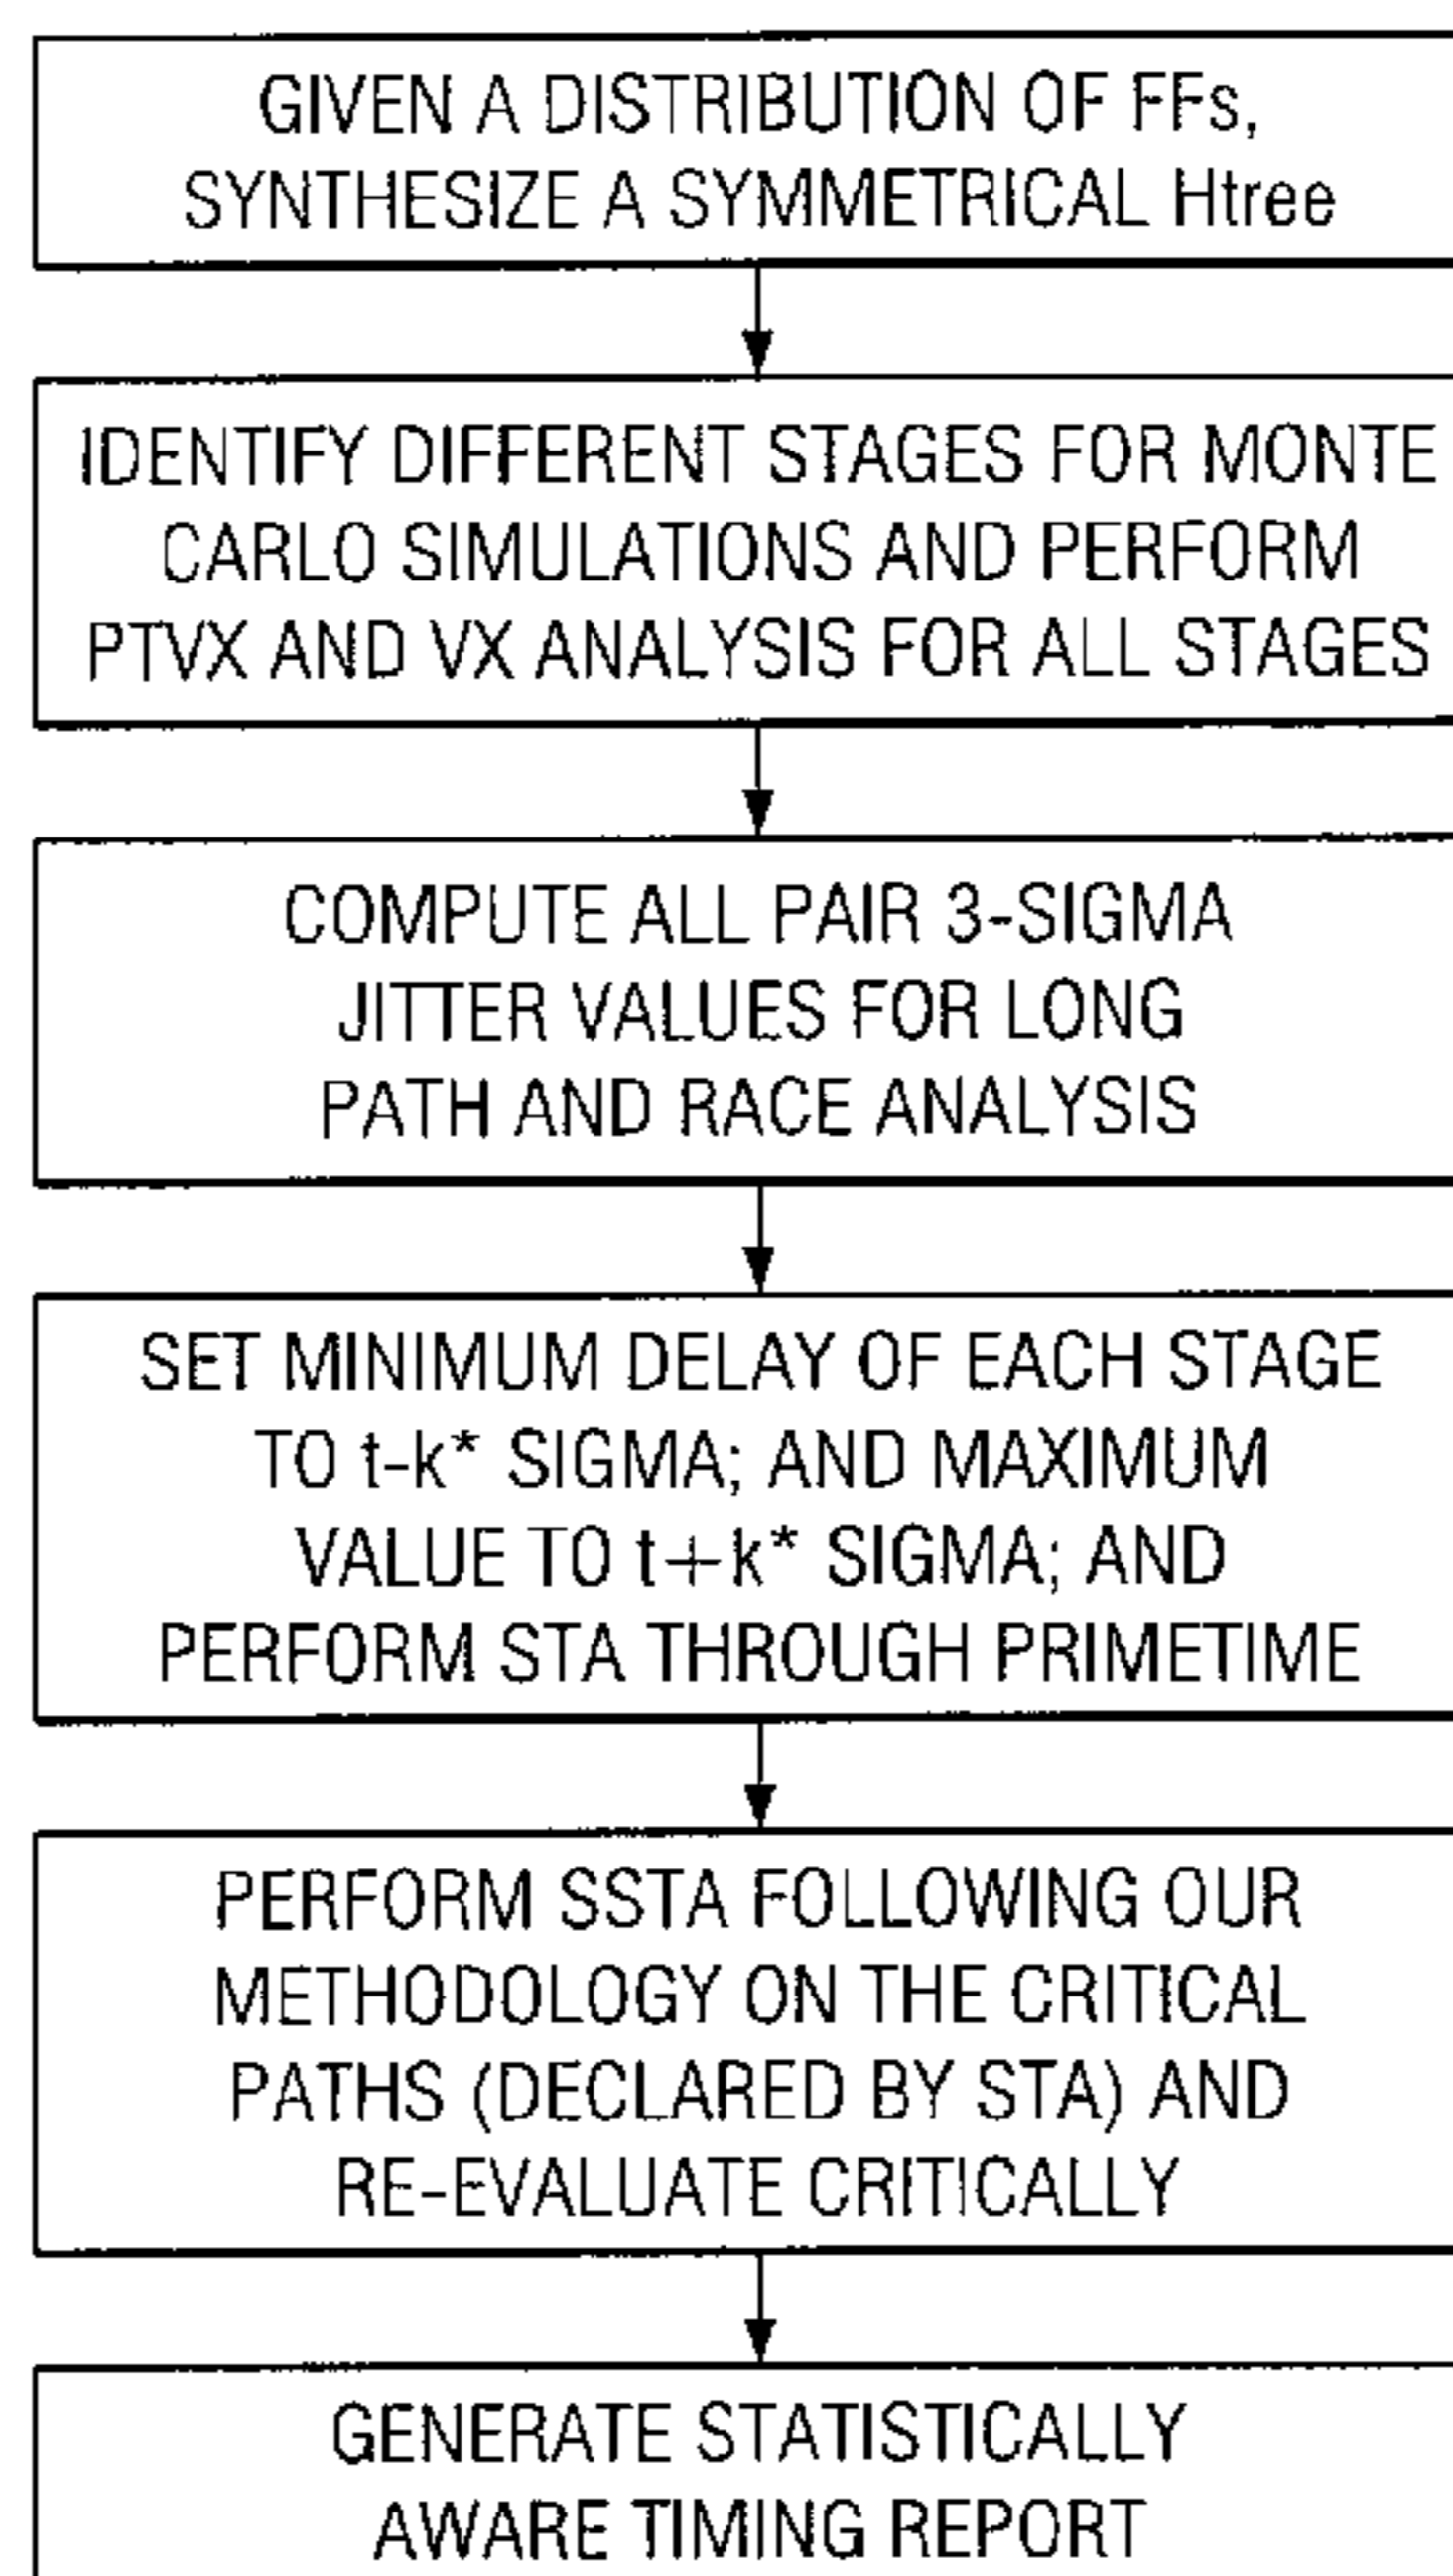 GIVEN A DISTRIBUTION OF FFs,
SYNTHESIZE A SYMMETRICAL Htree
IDENTIFY DIFFERENT STAGES FOR MONTE
CARLO SIMULATIONS AND PERFORM
PTVX AND VX ANALYSIS FOR ALL STAGES
COMPUTE ALL PAIR 3-SIGMA
JITTER VALUES FOR LONG
PATH AND RACE ANALYSIS
SET MINIMUM DELAY OF EACH STAGE
TO t-k* SIGMA; AND MAXIMUM
VALUE TO t+k* SIGMA; AND
PERFORM STA THROUGH PRIMETIME
PERFORM SSTA FOLLOWING OUR
METHODOLOGY ON THE CRITICAL
PATHS (DECLARED BY STA) AND
RE-EVALUATE CRITICALLY
GENERATE STATISTICALLY
AWARE TIMING REPORT